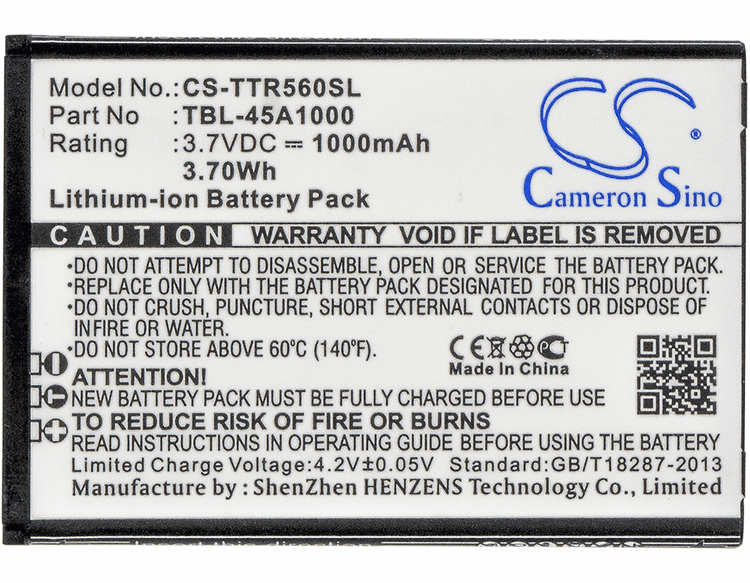 Model No.: CS-TTR560SL
Part No : TBL-45A1000
Rating : 3.7VDC 1000mAh
3.70Wh
Lithium-ion Battery Pack
CS
Cameron Sino
CAUTION WARRANTY VOID IF LABEL IS REMOVED
•DO NOT ATTEMPT TO DISASSEMBLE, OPEN OR SERVICE THE BATTERY PACK.
•REPLACE ONLY WITH THE BATTERY PACK DESIGNATED FOR THIS PRODUCT.
•DO NOT CRUSH, PUNCTURE, SHORT EXTERNAL CONTACTS OR DISPOSE OF
IN FIRE OR WATER.
•DO NOT STORE ABOVE 60°C (140°F).
CE PC
Made In China
ATTENTION!
NEW BATTERY PACK MUST BE FULLY CHARGED BEFORE USE
TO REDUCE RISK OF FIRE OR BURNS
READ INSTRUCTIONS IN OPERATING GUIDE BEFORE USING THE BATTERY
Limited Charge Voltage:4.2V±0.05V Standard:GB/T18287-2013
Manufacture by : ShenZhen HENZENS Technology Co., Ltd